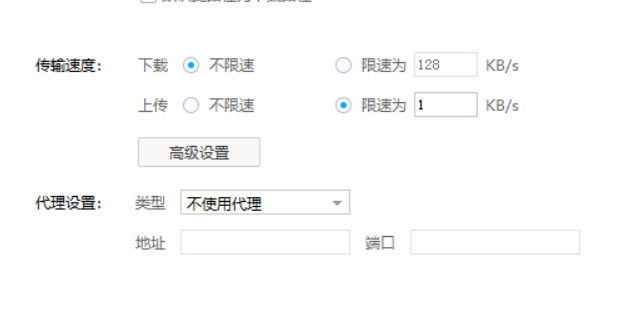 传输速度： 下载 不限速 限速为 128 KB/s
上传 不限速 限速为 1 KB/s
高级设置
代理设置： 类型 不使用代理
地址 端口